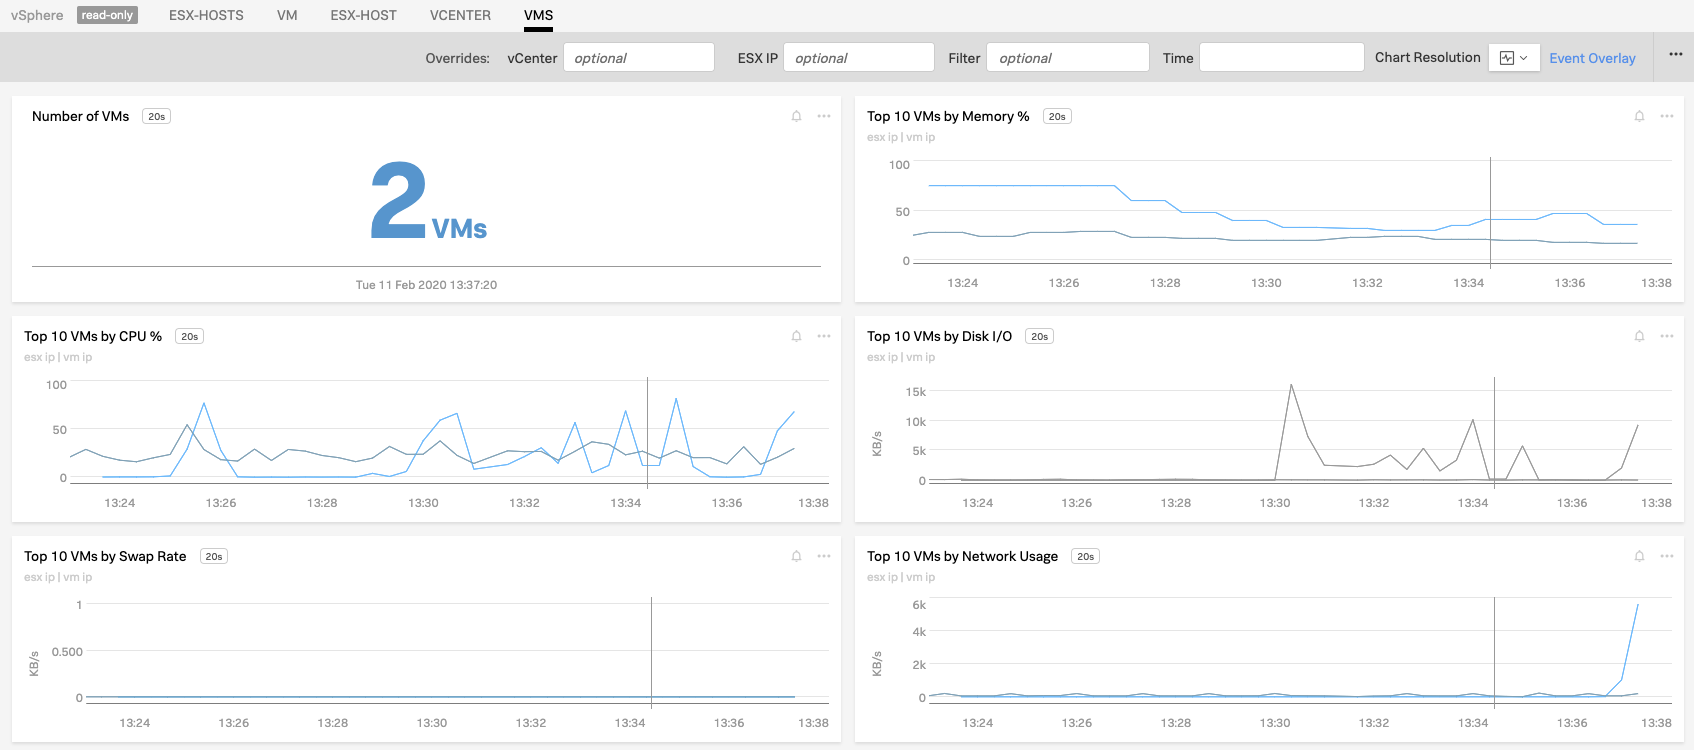 vSphere read-only ESX-HOSTS VM ESX-HOST VCENTER VMS
Overrides: vCenter optional ESX IP optional Filter optional Time Chart Resolution Event Overlay
Number of VMs 20s
2 VMs
Tue 11 Feb 2020 13:37:20
Top 10 VMs by Memory % 20s
esx ip | vm ip
100
50
0
13:24 13:26 13:28 13:30 13:32 13:34 13:36 13:38
Top 10 VMs by CPU % 20s
esx ip | vm ip
100
50
0
13:24 13:26 13:28 13:30 13:32 13:34 13:36 13:38
Top 10 VMs by Disk I/O 20s
esx ip | vm ip
15k
10k
5k
0
KB/s
13:24 13:26 13:28 13:30 13:32 13:34 13:36 13:38
Top 10 VMs by Swap Rate 20s
esx ip | vm ip
1
0.500
0
KB/s
13:24 13:26 13:28 13:30 13:32 13:34 13:36 13:38
Top 10 VMs by Network Usage 20s
esx ip | vm ip
6k
4k
2k
0
KB/s
13:24 13:26 13:28 13:30 13:32 13:34 13:36 13:38